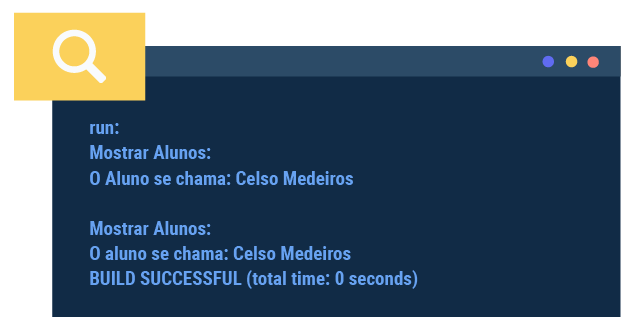 run:
Mostrar Alunos:
O Aluno se chama: Celso Medeiros
Mostrar Alunos:
O aluno se chama: Celso Medeiros
BUILD SUCCESSFUL (total time: 0 seconds)